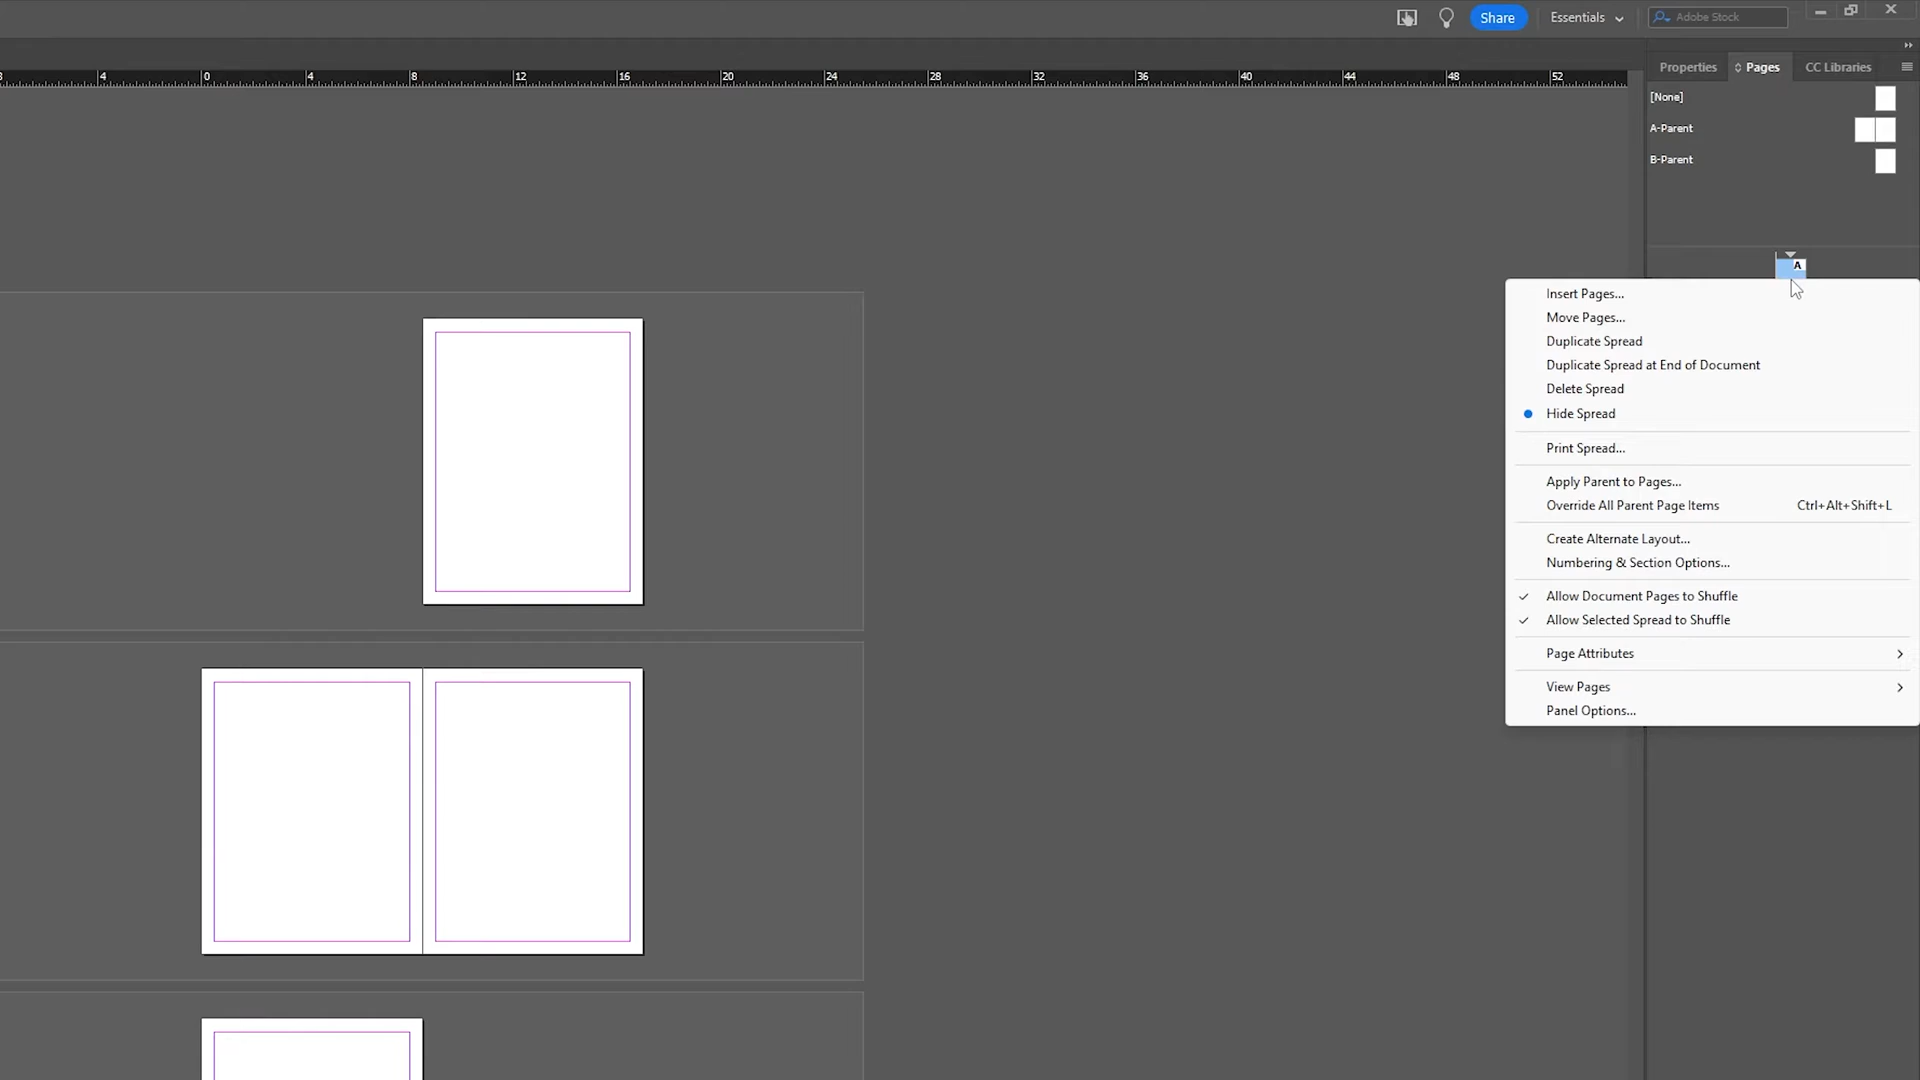 Share
Essentials
Adobe Stock
4 0 4 8 12 16 20 24 28 32 36 40 44 48 52
Properties
Pages
CC Libraries
[None]
A-Parent
B-Parent
A
Insert Pages...
Move Pages...
Duplicate Spread
Duplicate Spread at End of Document
Delete Spread
Hide Spread
Print Spread...
Apply Parent to Pages...
Override All Parent Page Items Ctrl+Alt+Shift+L
Create Alternate Layout...
Numbering & Section Options...
Allow Document Pages to Shuffle
Allow Selected Spread to Shuffle
Page Attributes
View Pages
Panel Options...